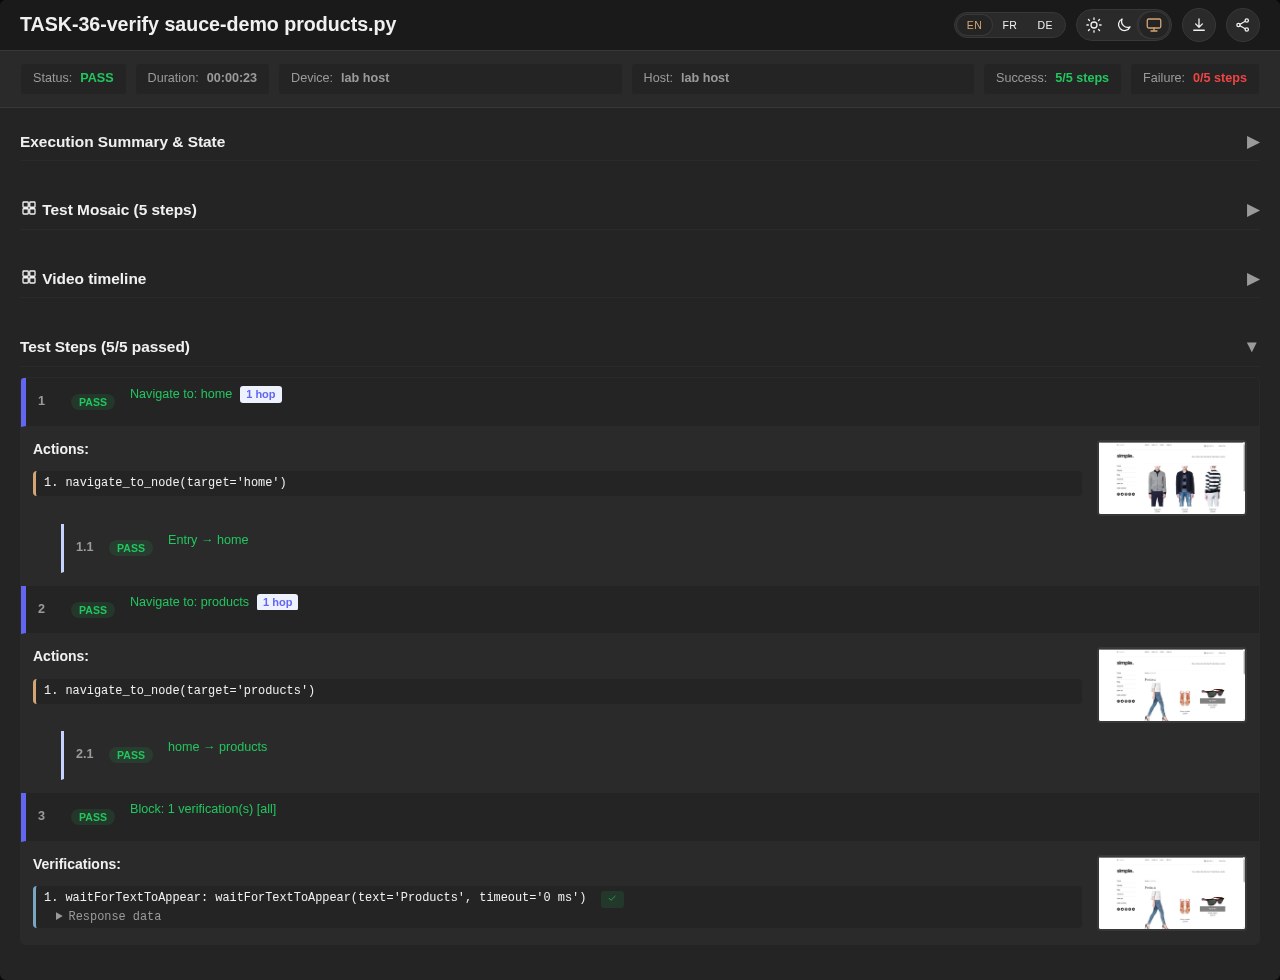 TASK-36-verify sauce-demo products.py
EN FR DE
Status: PASS
Duration: 00:00:23
Device: lab host
Host: lab host
Success: 5/5 steps
Failure: 0/5 steps
Execution Summary & State
Test Mosaic (5 steps)
Video timeline
Test Steps (5/5 passed)
1 PASS Navigate to: home 1 hop
Actions:
1. navigate_to_node(target='home')
simple.
1.1 PASS Entry → home
2 PASS Navigate to: products 1 hop
Actions:
1. navigate_to_node(target='products')
simple.
2.1 PASS home → products
3 PASS Block: 1 verification(s) [all]
Verifications:
1. waitForTextToAppear: waitForTextToAppear(text='Products', timeout='0 ms')
Response data
simple.